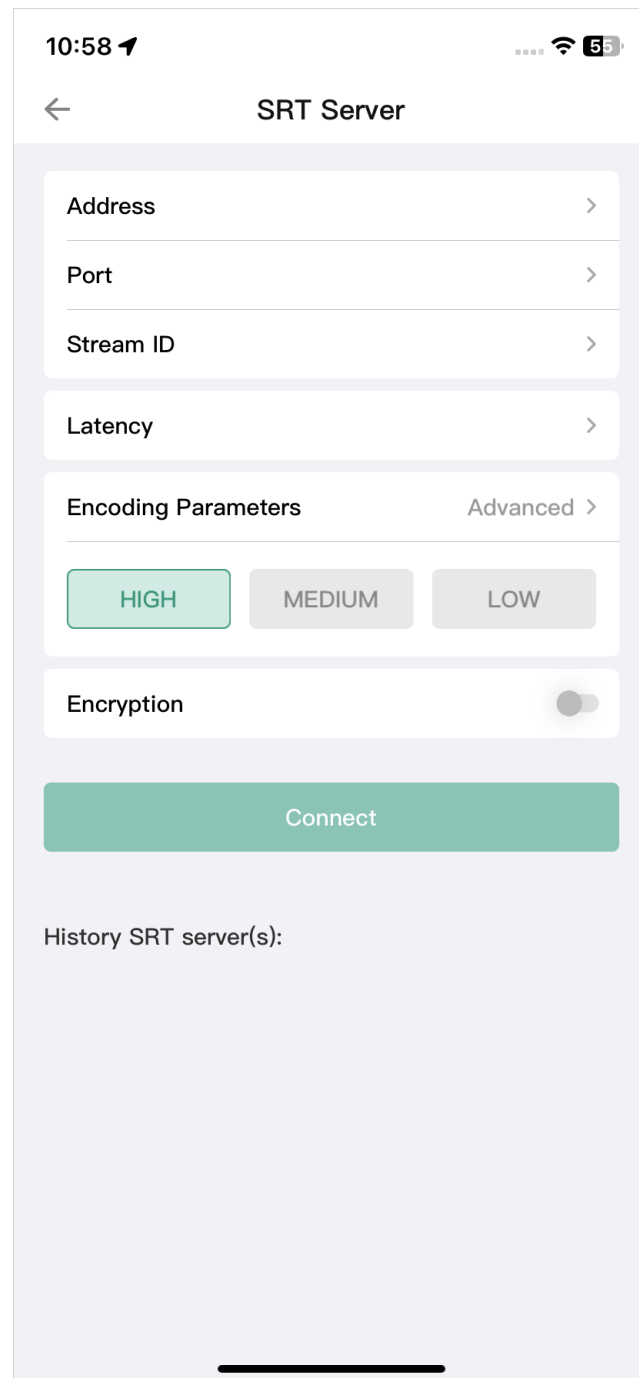 10:58
55
SRT Server
Address
Port
Stream ID
Latency
Encoding Parameters Advanced
HIGH MEDIUM LOW
Encryption
Connect
History SRT server(s):